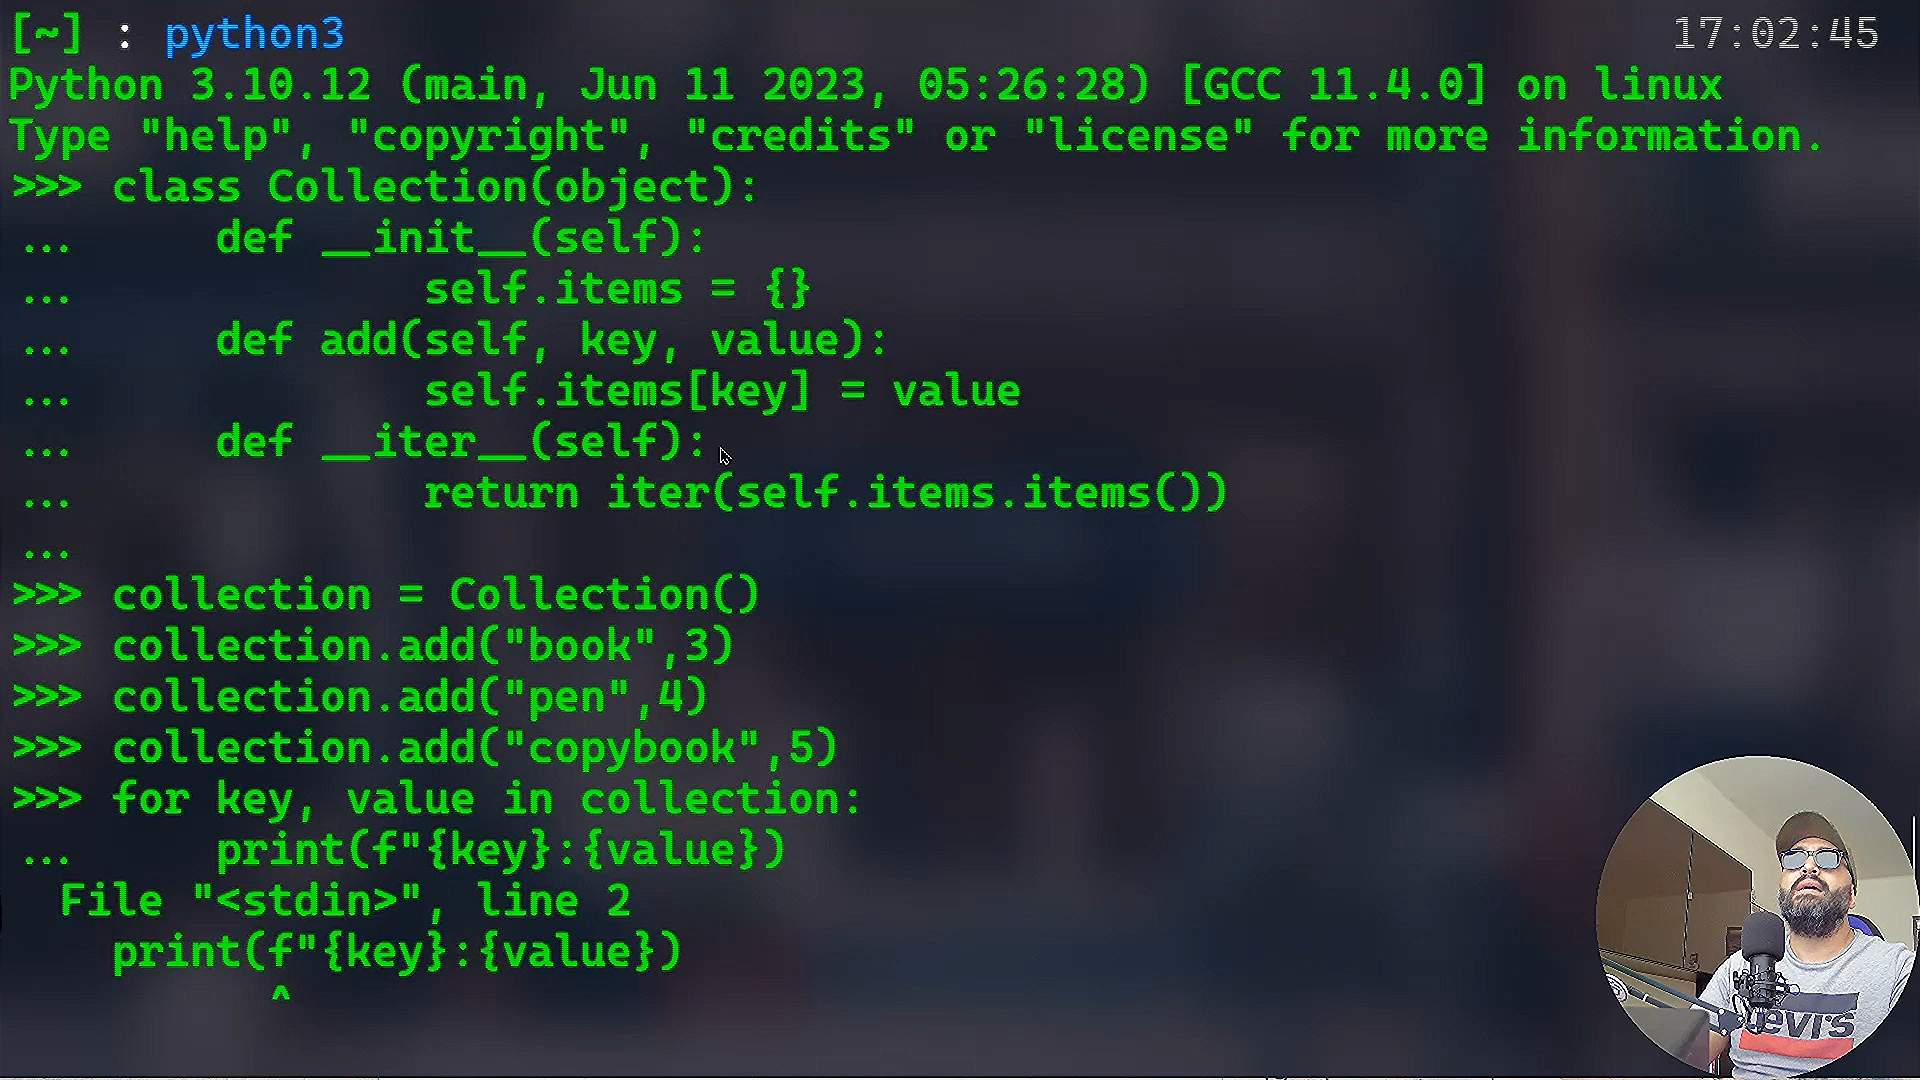 [~] : python3 17:02:45
Python 3.10.12 (main, Jun 11 2023, 05:26:28) [GCC 11.4.0] on linux
Type "help", "copyright", "credits" or "license" for more information.
>>> class Collection(object):
...     def __init__(self):
...             self.items = {}
...     def add(self, key, value):
...             self.items[key] = value
...     def __iter__(self):
...             return iter(self.items.items())
...
>>> collection = Collection()
>>> collection.add("book",3)
>>> collection.add("pen",4)
>>> collection.add("copybook",5)
>>> for key, value in collection:
...     print(f"{key}:{value})
  File "<stdin>", line 2
    print(f"{key}:{value})
          ^
Levi's